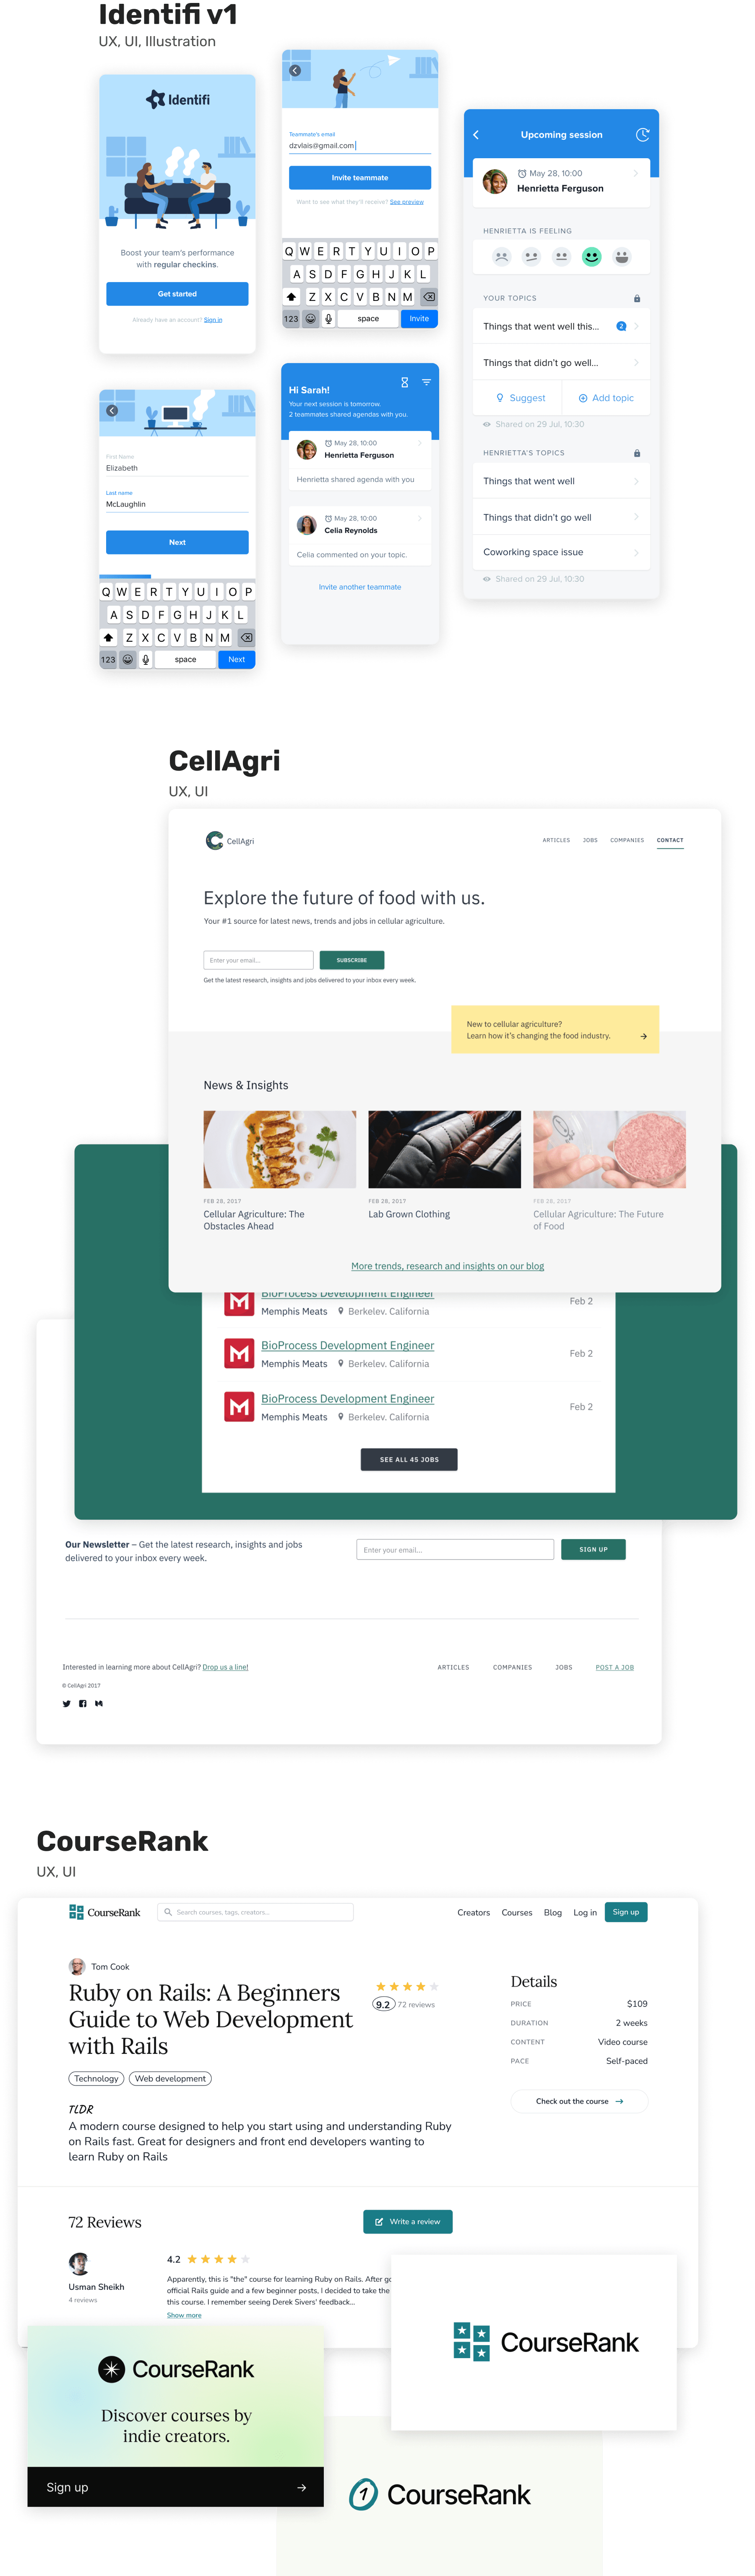 Identifi v1
UX, UI, Illustration
Identifi
Boost your team's performance
with regular checkins.
Get started
Already have an account? Sign in
Teammate's email
dzvlais@gmail.com
Invite teammate
Want to see what they'll receive? See preview
Q W E R T Y U I O P
A S D F G H J K L
Z X C V B N M
123 space Invite
Upcoming session
May 28, 10:00
Henrietta Ferguson
HENRIETTA IS FEELING
YOUR TOPICS
Things that went well this... 2
Things that didn't go well...
Suggest
Add topic
Shared on 29 Jul, 10:30
HENRIETTA'S TOPICS
Things that went well
Things that didn't go well
Coworking space issue
Shared on 29 Jul, 10:30
First Name
Elizabeth
Last name
McLaughlin
Next
Q W E R T Y U I O P
A S D F G H J K L
Z X C V B N M
123 space Next
Hi Sarah!
Your next session is tomorrow.
2 teammates shared agendas with you.
May 28, 10:00
Henrietta Ferguson
Henrietta shared agenda with you
May 28, 10:00
Celia Reynolds
Celia commented on your topic.
Invite another teammate
CellAgri
UX, UI
CellAgri
ARTICLES JOBS COMPANIES CONTACT
Explore the future of food with us.
Your #1 source for latest news, trends and jobs in cellular agriculture.
Enter your email...
SUBSCRIBE
Get the latest research, insights and jobs delivered to your inbox every week.
New to cellular agriculture?
Learn how it's changing the food industry.
News & Insights
FEB 28, 2017
Cellular Agriculture: The
Obstacles Ahead
FEB 28, 2017
Lab Grown Clothing
FEB 28, 2017
Cellular Agriculture: The Future
of Food
More trends, research and insights on our blog
M BioProcess Development Engineer
Memphis Meats Berkeley, California Feb 2
M BioProcess Development Engineer
Memphis Meats Berkeley, California Feb 2
M BioProcess Development Engineer
Memphis Meats Berkeley, California Feb 2
SEE ALL 45 JOBS
Our Newsletter – Get the latest research, insights and jobs
delivered to your inbox every week.
Enter your email...
SIGN UP
Interested in learning more about CellAgri? Drop us a line!
ARTICLES COMPANIES JOBS POST A JOB
© CellAgri 2017
CourseRank
UX, UI
CourseRank
Search courses, tags, creators...
Creators Courses Blog Log in Sign up
Tom Cook
Ruby on Rails: A Beginners
Guide to Web Development
with Rails
9.2 72 reviews
Technology Web development
TLDR
A modern course designed to help you start using and understanding Ruby
on Rails fast. Great for designers and front end developers wanting to
learn Ruby on Rails
Details
PRICE $109
DURATION 2 weeks
CONTENT Video course
PACE Self-paced
Check out the course
72 Reviews
Write a review
Usman Sheikh
4 reviews
4.2
Apparently, this is "the" course for learning Ruby on Rails. After
official Rails guide and a few beginner posts, I decided to take the
this course. I remember seeing Derek Sivers' feedback...
Show more
CourseRank
CourseRank
Discover courses by
indie creators.
Sign up
1 CourseRank